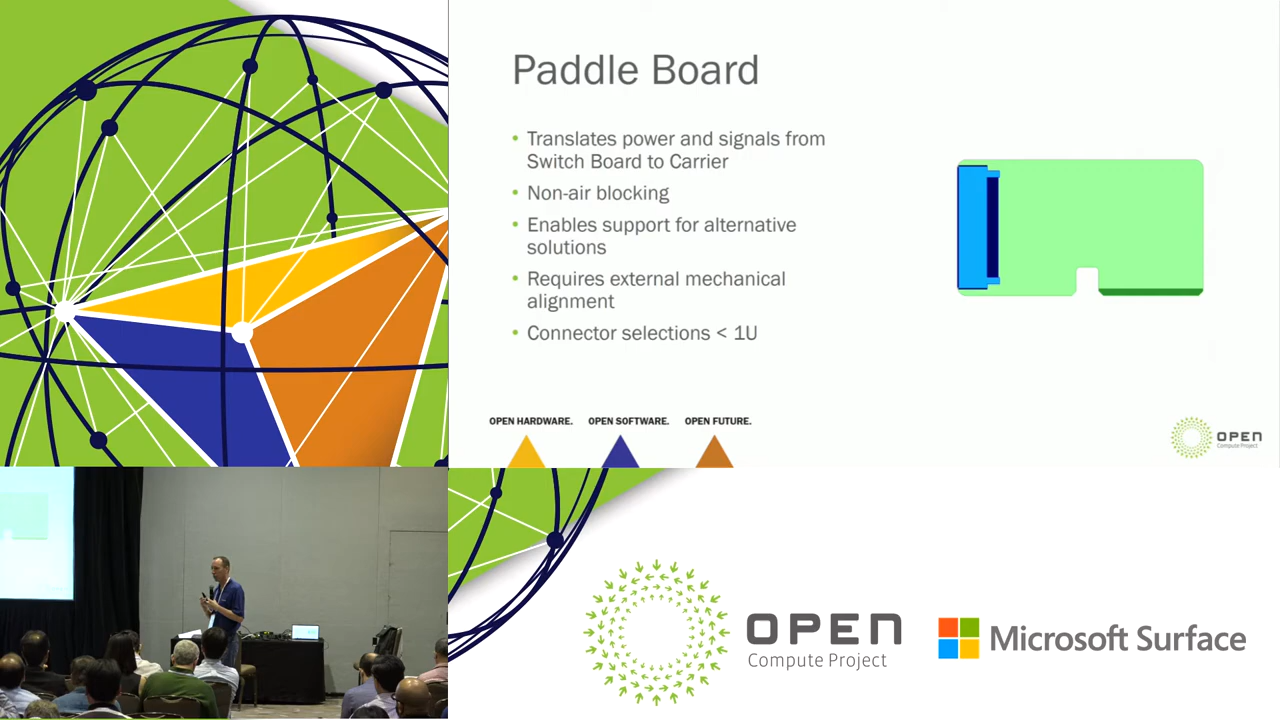 Paddle Board
• Translates power and signals from
Switch Board to Carrier
• Non-air blocking
• Enables support for alternative
solutions
• Requires external mechanical
alignment
• Connector selections < 1U
OPEN HARDWARE. OPEN SOFTWARE. OPEN FUTURE.
OPEN
Compute Project
OPEN
Compute Project
Microsoft Surface